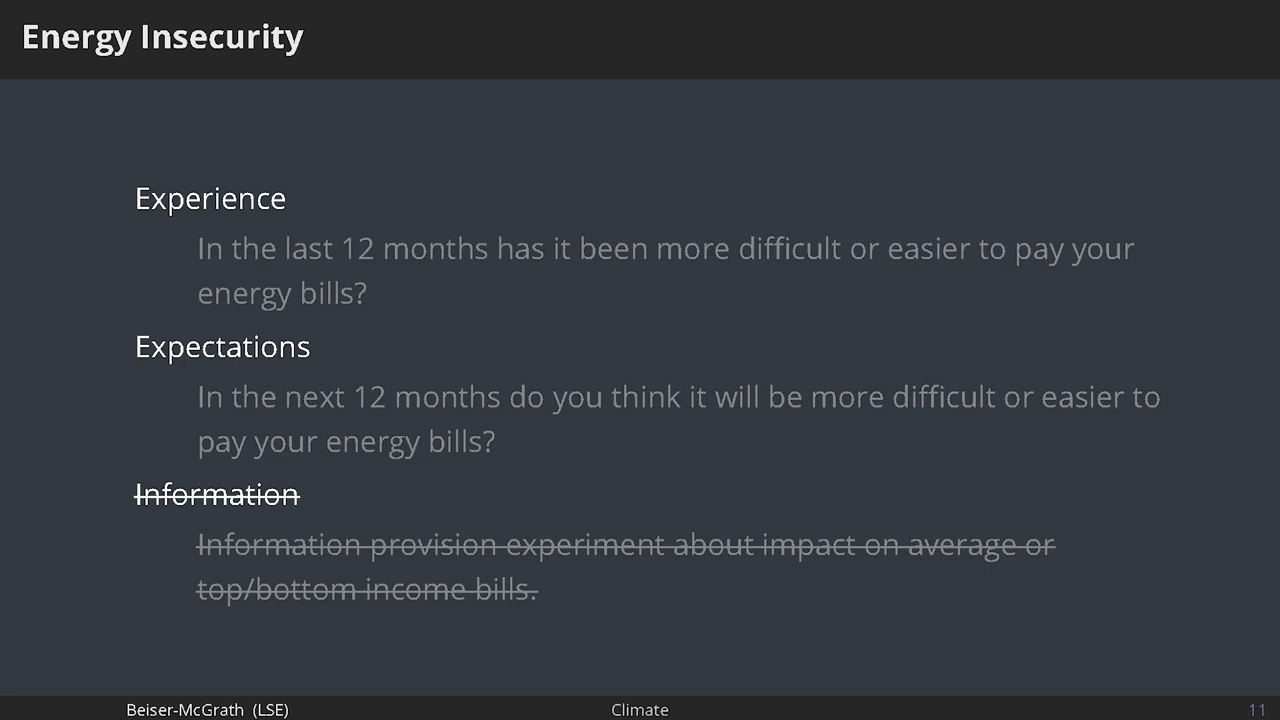 Energy Insecurity
Experience
In the last 12 months has it been more difficult or easier to pay your
energy bills?
Expectations
In the next 12 months do you think it will be more difficult or easier to
pay your energy bills?
Information
Information provision experiment about impact on average or
top/bottom income bills.
Beiser-McGrath (LSE)
Climate
11